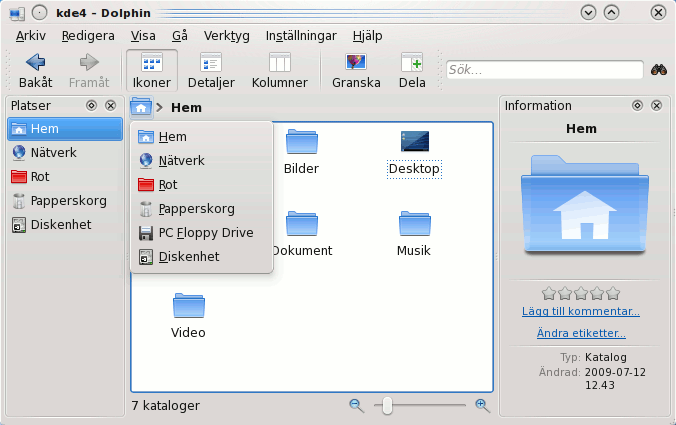 kde4 – Dolphin
Arkiv Redigera Visa Gå Verktyg Inställningar Hjälp
Bakåt Framåt Ikoner Detaljer Kolumner Granska Dela Sök...
Platser
Hem
Nätverk
Rot
Papperskorg
Diskenhet
Hem
Hem
Nätverk
Rot
Papperskorg
PC Floppy Drive
Diskenhet
Bilder
Desktop
Dokument
Musik
Video
7 kataloger
Information
Hem
Lägg till kommentar...
Ändra etiketter...
Typ: Katalog
Ändrad: 2009-07-12
12.43